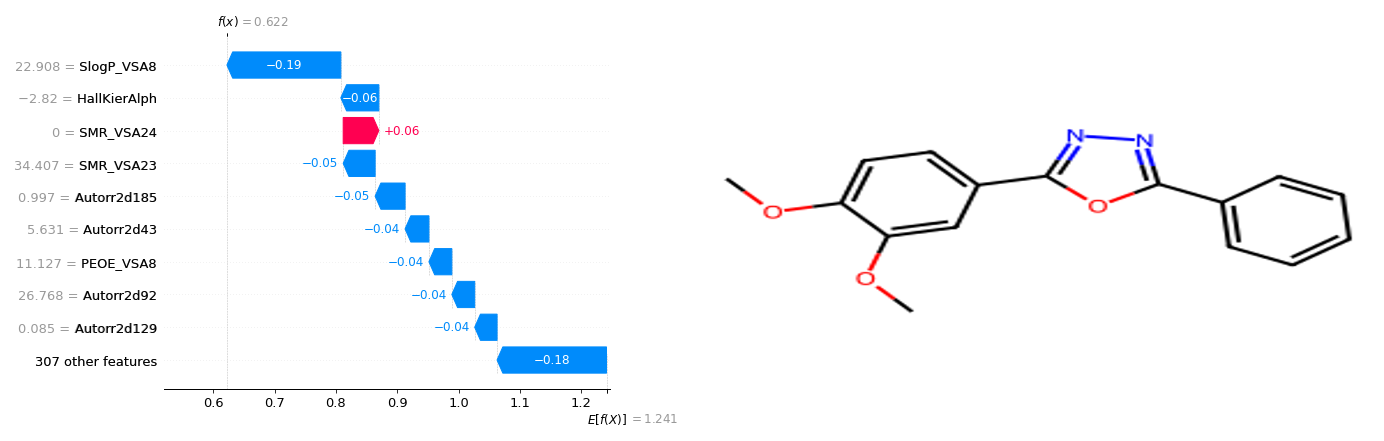 f(x) = 0.622
22.908 = SlogP_VSA8
−0.19
−2.82 = HallKierAlph
−0.06
0 = SMR_VSA24
+0.06
34.407 = SMR_VSA23
−0.05
0.997 = Autorr2d185
−0.05
5.631 = Autorr2d43
−0.04
11.127 = PEOE_VSA8
−0.04
26.768 = Autorr2d92
−0.04
0.085 = Autorr2d129
−0.04
307 other features
−0.18
0.6 0.7 0.8 0.9 1.0 1.1 1.2
E[f(X)] = 1.241
N N
O
O
O